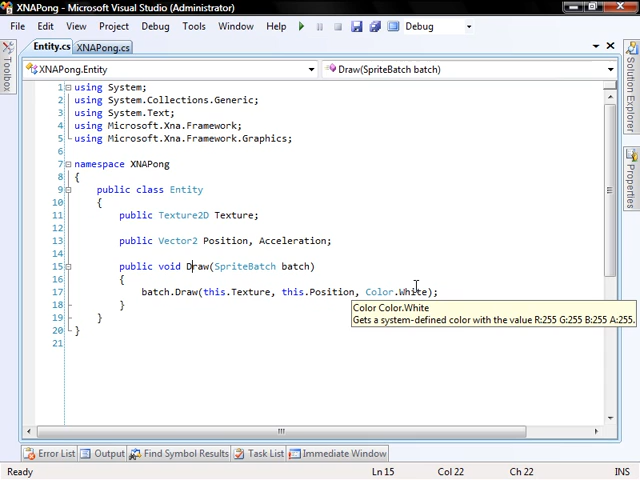 XNAPong - Microsoft Visual Studio (Administrator)
File Edit View Project Debug Tools Window Help Debug
Entity.cs XNAPong.cs
XNAPong.Entity Draw(SpriteBatch batch)
1 using System;
2 using System.Collections.Generic;
3 using System.Text;
4 using Microsoft.Xna.Framework;
5 using Microsoft.Xna.Framework.Graphics;
6
7 namespace XNAPong
8 {
9 public class Entity
10 {
11 public Texture2D Texture;
12
13 public Vector2 Position, Acceleration;
14
15 public void Draw(SpriteBatch batch)
16 {
17 batch.Draw(this.Texture, this.Position, Color.White);
18 }
19 }
20 }
21
Color Color.White
Gets a system-defined color with the value R:255 G:255 B:255 A:255.
Toolbox
Solution Explorer
Properties
Error List Output Find Symbol Results Task List Immediate Window
Ready Ln 15 Col 22 Ch 22 INS